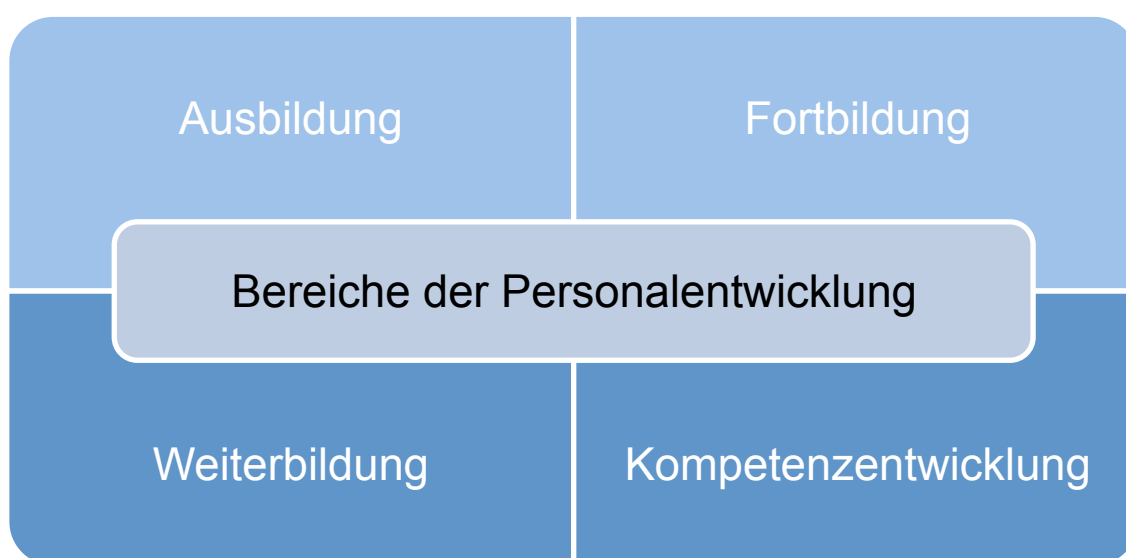 Ausbildung
Fortbildung
Bereiche der Personalentwicklung
Weiterbildung
Kompetenzentwicklung